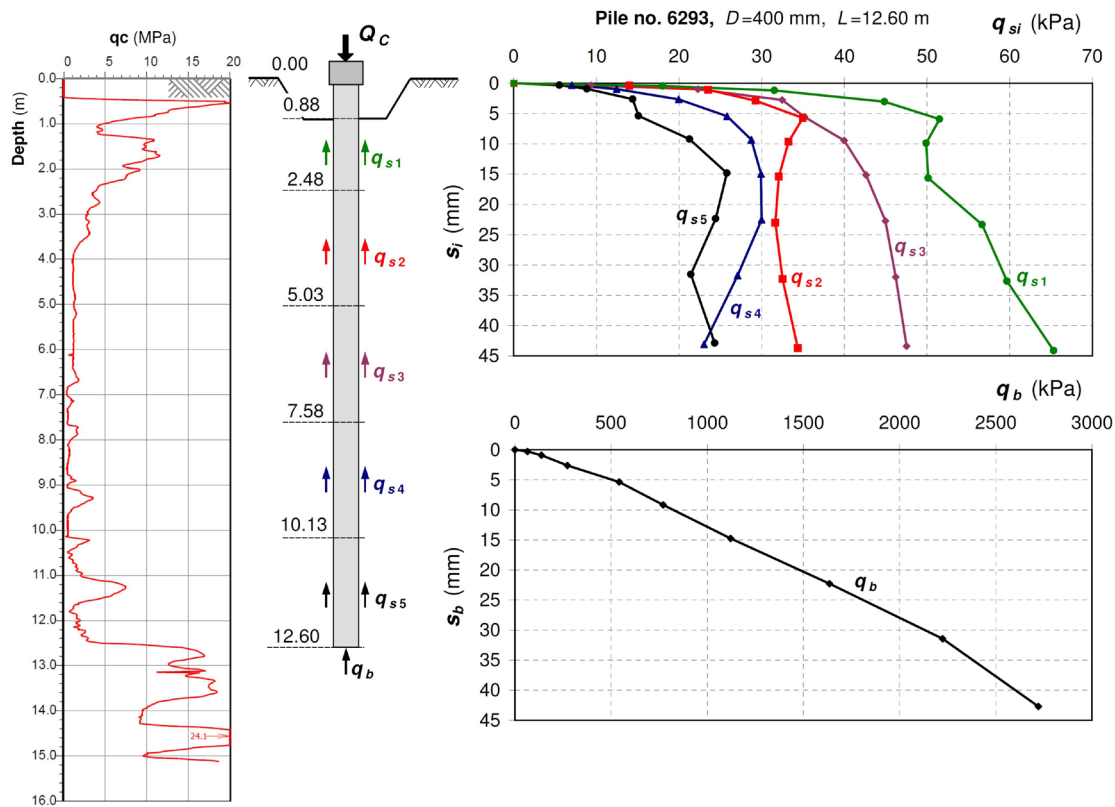 qc (MPa)
0 5 10 15 20
Depth (m)
0.0
1.0
2.0
3.0
4.0
5.0
6.0
7.0
8.0
9.0
10.0
11.0
12.0
13.0
14.0
15.0
16.0
24.1
Q C
0.00
0.88
q s1
2.48
q s2
5.03
q s3
7.58
q s4
10.13
q s5
12.60
q b
Pile no. 6293, D=400 mm, L=12.60 m
q si (kPa)
0 10 20 30 40 50 60 70
s i (mm)
0
5
10
15
20
25
30
35
40
45
q s5
q s4
q s2
q s3
q s1
q b (kPa)
0 500 1000 1500 2000 2500 3000
s b (mm)
0
5
10
15
20
25
30
35
40
45
q b